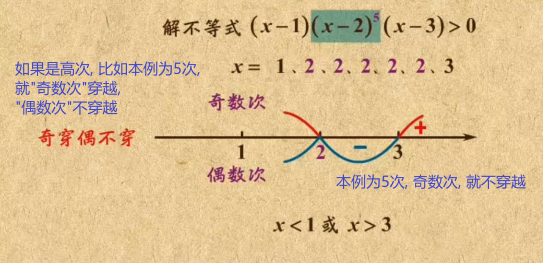 解不等式 (x-1)(x-2)⁵(x-3)>0
如果是高次, 比如本例为5次,
就"奇数次"穿越,
"偶数次"不穿越
x = 1、2、2、2、2、2、3
奇数次
奇穿偶不穿
+
1 2 − 3
偶数次
本例为5次, 奇数次, 就不穿越
x<1 或 x>3